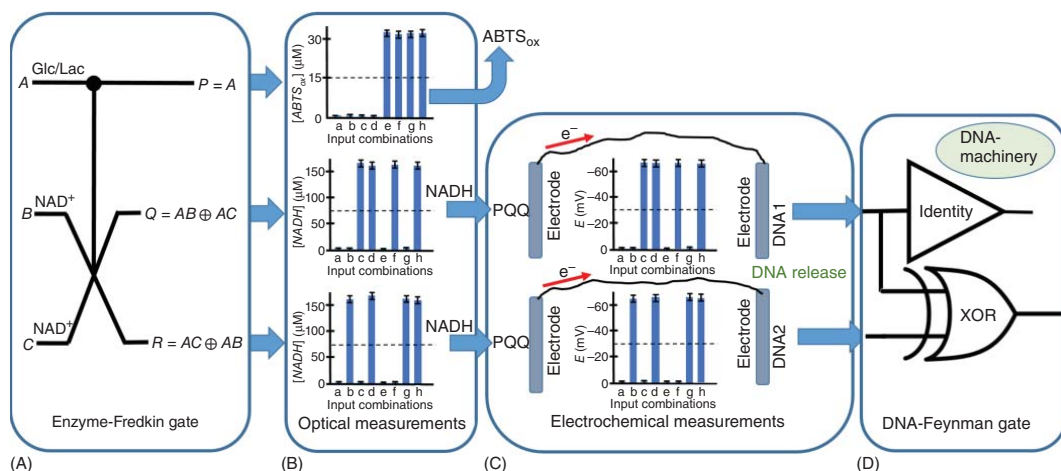 A
Glc/Lac
P = A
B
NAD+
Q = AB ⊕ AC
C
NAD+
R = AC ⊕ AB
Enzyme-Fredkin gate
(A)
[ABTSox] (μM)
30
15
0
a b c d e f g h
Input combinations
ABTSox
[NADH] (μM)
150
100
50
0
a b c d e f g h
Input combinations
NADH
[NADH] (μM)
150
100
50
0
a b c d e f g h
Input combinations
NADH
Optical measurements
(B)
e−
PQQ
Electrode
E (mV)
−60
−40
−20
0
a b c d e f g h
Input combinations
Electrode
DNA1
DNA release
e−
PQQ
Electrode
E (mV)
−60
−40
−20
0
a b c d e f g h
Input combinations
Electrode
DNA2
Electrochemical measurements
(C)
DNA-
machinery
Identity
XOR
DNA-Feynman gate
(D)